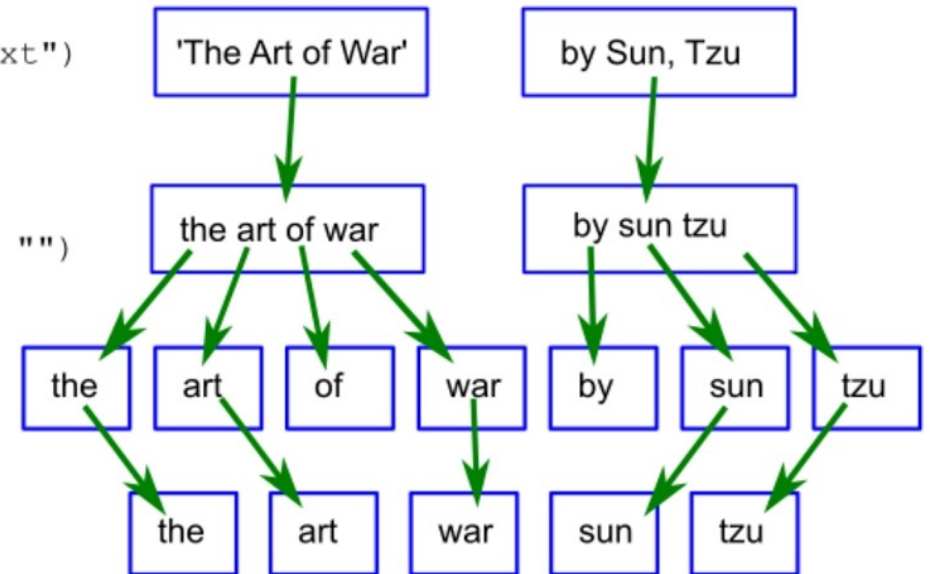 xt")
'The Art of War'
by Sun, Tzu
"")
the art of war
by sun tzu
the
art
of
war
by
sun
tzu
the
art
war
sun
tzu